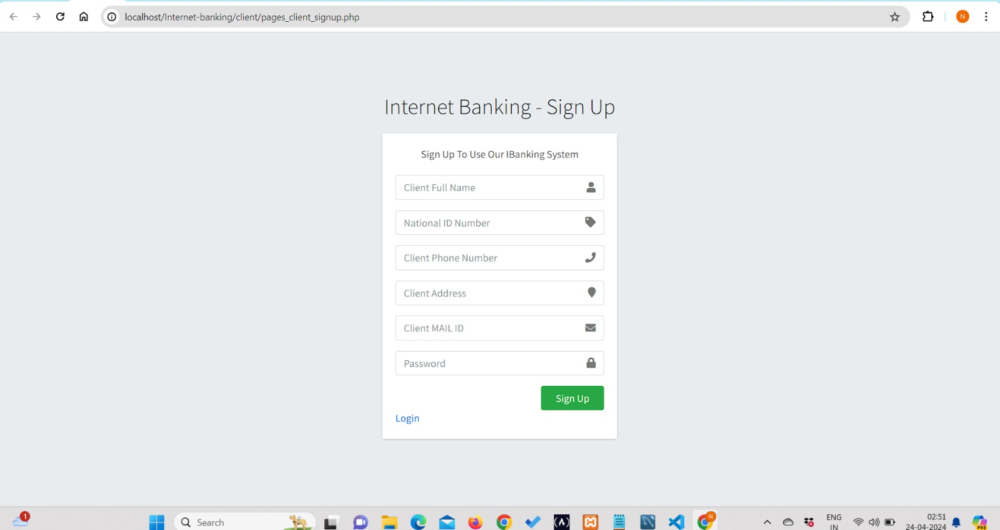 localhost/Internet-banking/client/pages_client_signup.php
N
Internet Banking - Sign Up
Sign Up To Use Our IBanking System
Client Full Name
National ID Number
Client Phone Number
Client Address
Client MAIL ID
Password
Sign Up
Login
1
Search
N
ENG
IN
02:51
24-04-2024
PRE